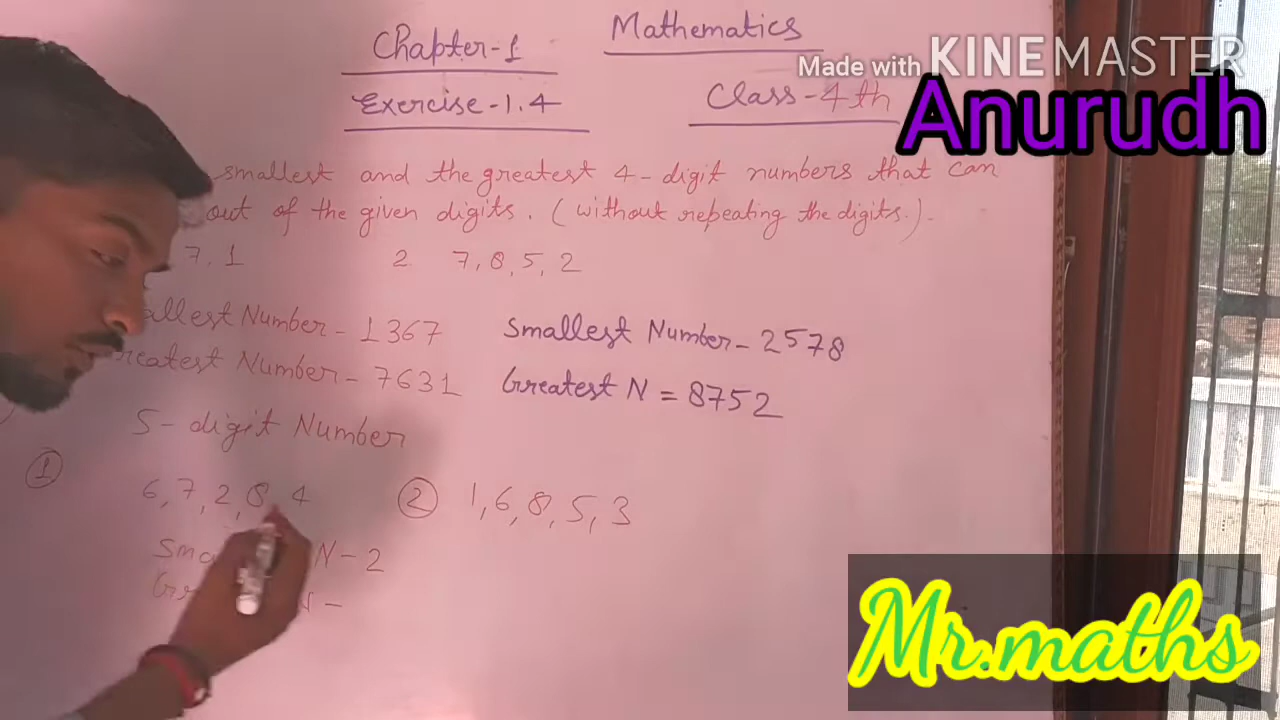 Mathematics
Chapter-1
Made with KINEMASTER
Exercise-1.4
Class-4th
Anurudh
smallest and the greatest 4-digit numbers that can
out of the given digits. (without repeating the digits.).
7, 1
2 7, 8, 5, 2
allest Number - 1367
Smallest Number - 2578
reatest Number - 7631
Greatest N = 8752
5-digit Number
1
6, 7, 2, 8, 4
2 1, 6, 8, 5, 3
N - 2
N -
Mr.maths